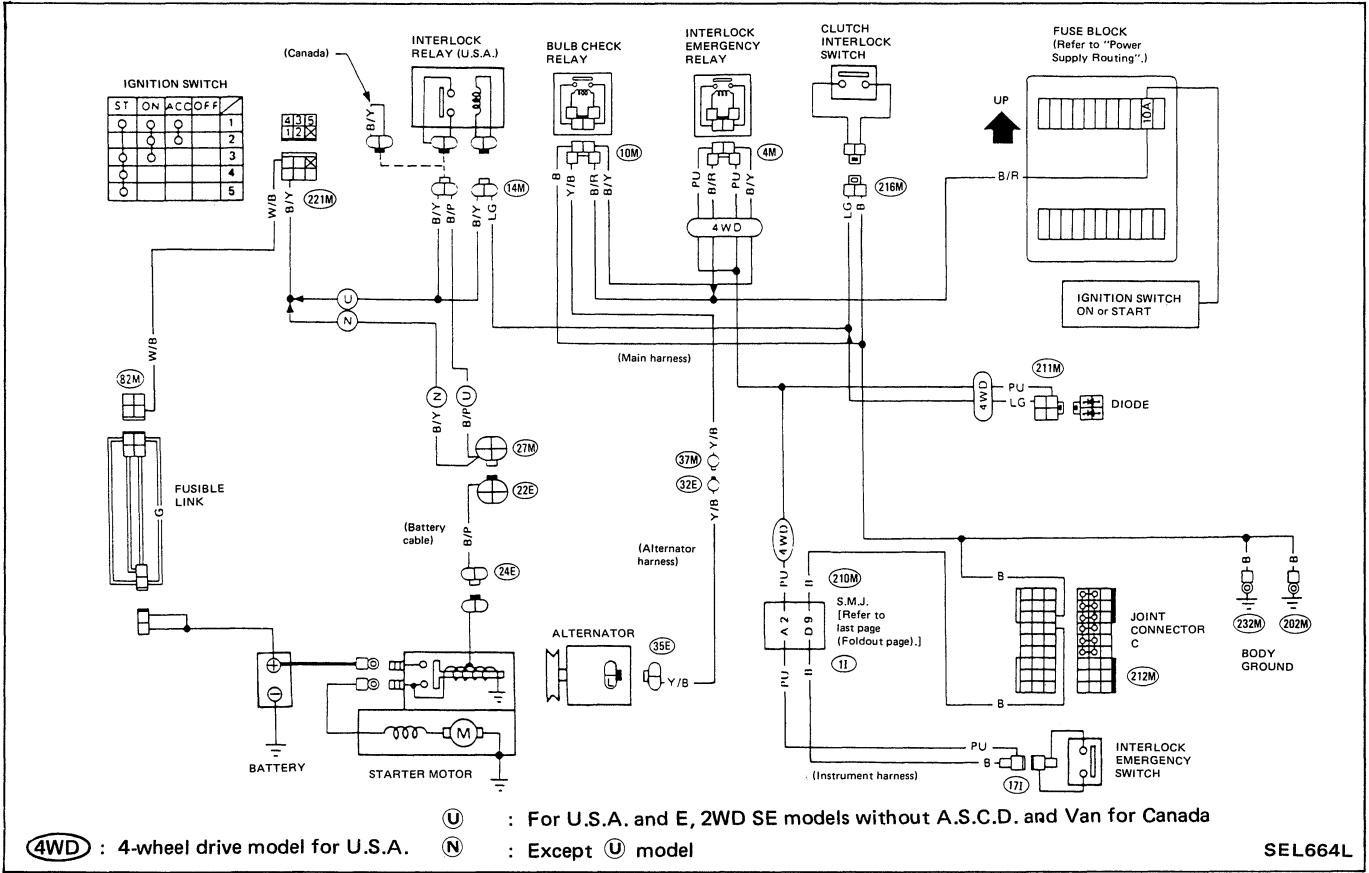 IGNITION SWITCH
ST ON ACC OFF
1
2
3
4
5
4 3 5
1 2
W/B
B/Y
221M
(Canada)
B/Y
INTERLOCK
RELAY (U.S.A.)
14M
B/Y
B/P
B/Y
LG
BULB CHECK
RELAY
10M
B
Y/B
B/R
B/Y
INTERLOCK
EMERGENCY
RELAY
4M
PU
B/R
PU
B/Y
4WD
CLUTCH
INTERLOCK
SWITCH
216M
LG
B
FUSE BLOCK
(Refer to "Power
Supply Routing".)
UP
10A
B/R
IGNITION SWITCH
ON or START
U
N
W/B
82M
(Main harness)
N
U
B/Y
B/P
27M
22E
FUSIBLE
LINK
G
(Battery
cable)
B/P
24E
Y/B
37M
32E
Y/B
(Alternator
harness)
4WD
PU
LG
211M
DIODE
4WD
PU
B
210M
S.M.J.
[Refer to
last page
(Foldout page).]
A2
D9
1I
PU
B
B
B
JOINT
CONNECTOR
C
212M
B
B
232M
202M
BODY
GROUND
ALTERNATOR
L
35E
Y/B
BATTERY
M
STARTER MOTOR
PU
B
17I
(Instrument harness)
INTERLOCK
EMERGENCY
SWITCH
U : For U.S.A. and E, 2WD SE models without A.S.C.D. and Van for Canada
4WD : 4-wheel drive model for U.S.A.
N : Except U model
SEL664L